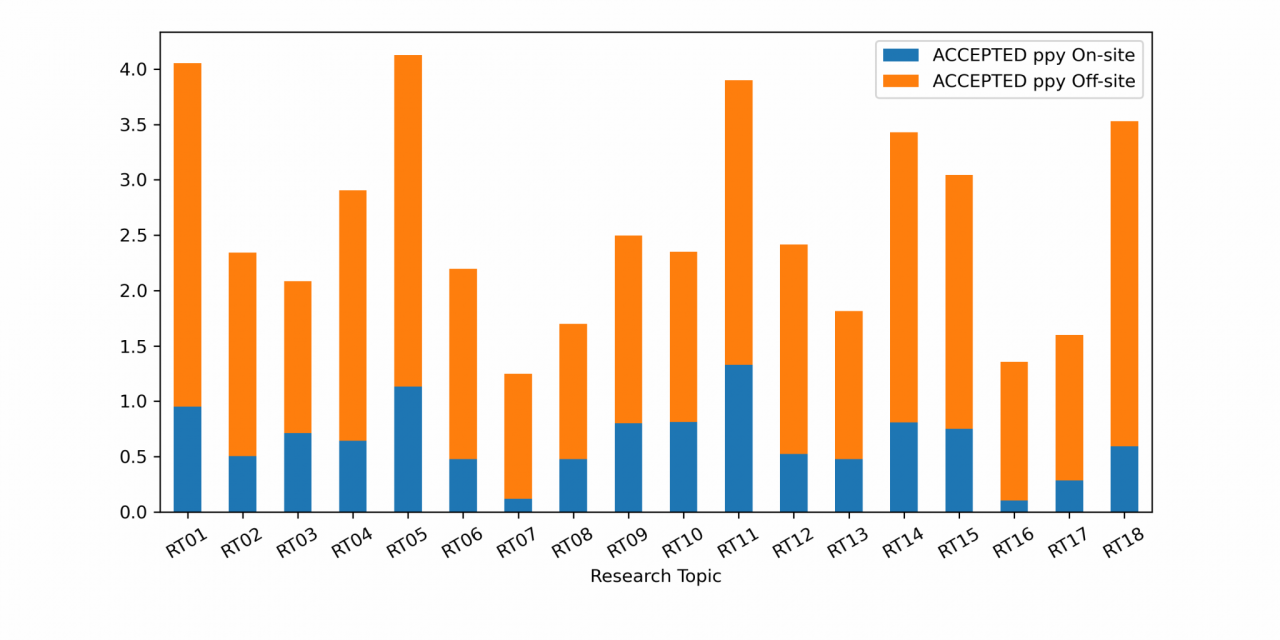 ACCEPTED ppy On-site
ACCEPTED ppy Off-site
4.0
3.5
3.0
2.5
2.0
1.5
1.0
0.5
0.0
RT01 RT02 RT03 RT04 RT05 RT06 RT07 RT08 RT09 RT10 RT11 RT12 RT13 RT14 RT15 RT16 RT17 RT18
Research Topic